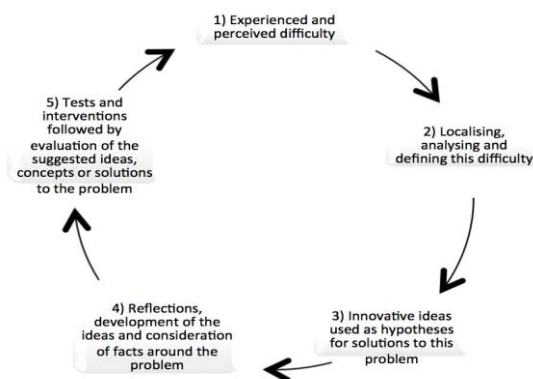 1) Experienced and
perceived difficulty
2) Localising,
analysing and
defining this difficulty
3) Innovative ideas
used as hypotheses
for solutions to this
problem
4) Reflections,
development of the
ideas and consideration
of facts around the
problem
5) Tests and
interventions
followed by
evaluation of the
suggested ideas,
concepts or solutions
to the problem